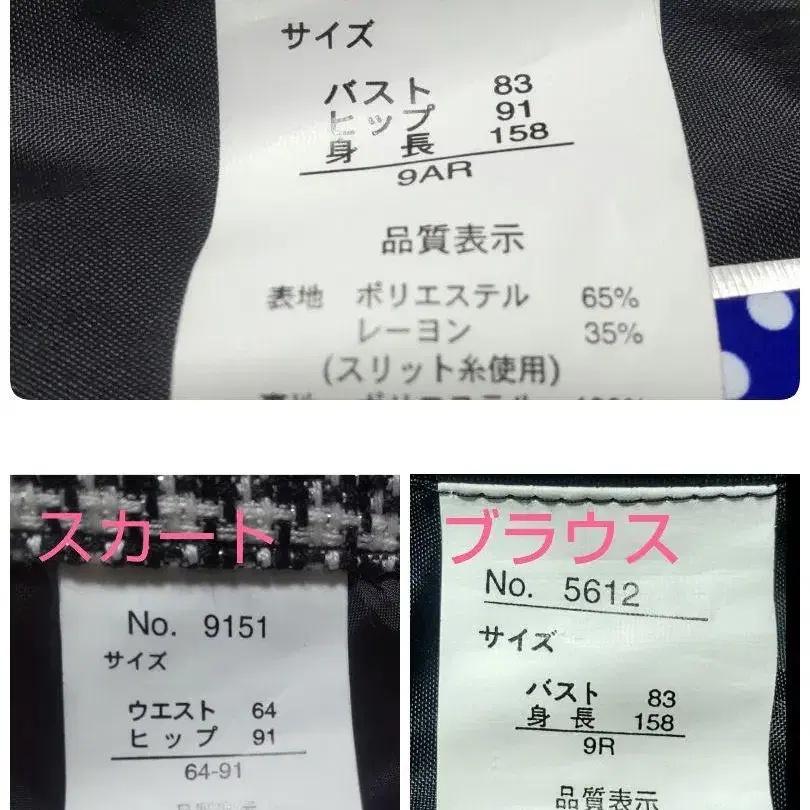 サイズ
バスト 83
ヒップ 91
身長 158
9AR
品質表示
表地 ポリエステル 65%
レーヨン 35%
(スリット糸使用)
スカート
No. 9151
サイズ
ウエスト 64
ヒップ 91
64-91
ブラウス
No. 5612
サイズ
バスト 83
身長 158
9R
品質表示